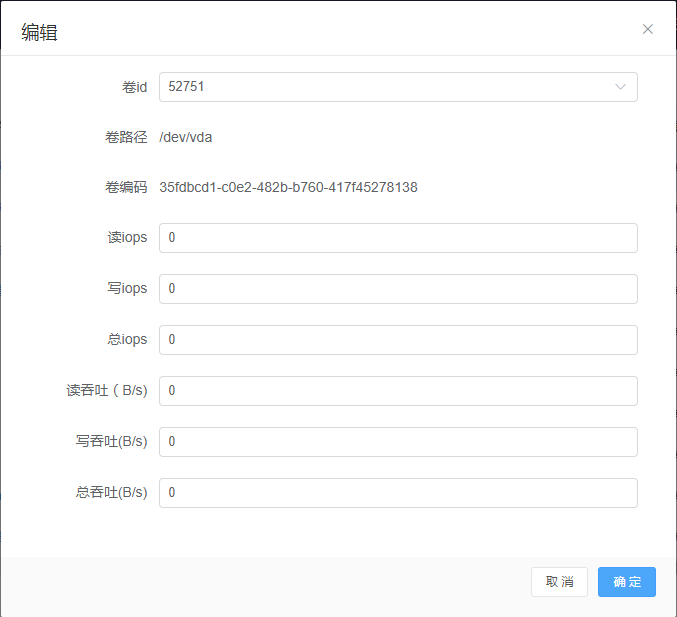 编辑
卷id 52751
卷路径 /dev/vda
卷编码 35fdbcd1-c0e2-482b-b760-417f45278138
读iops 0
写iops 0
总iops 0
读吞吐（B/s) 0
写吞吐(B/s) 0
总吞吐(B/s) 0
取消 确定